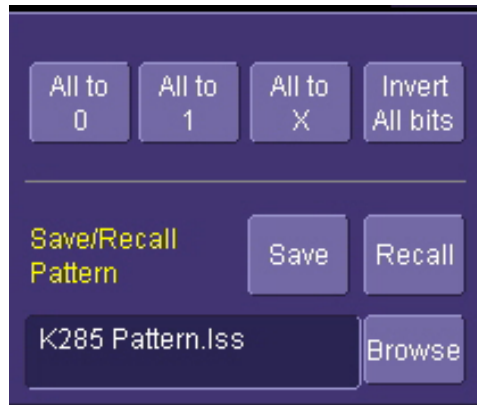 All to 0
All to 1
All to X
Invert All bits
Save/Recall
Pattern
Save
Recall
K285 Pattern.lss
Browse